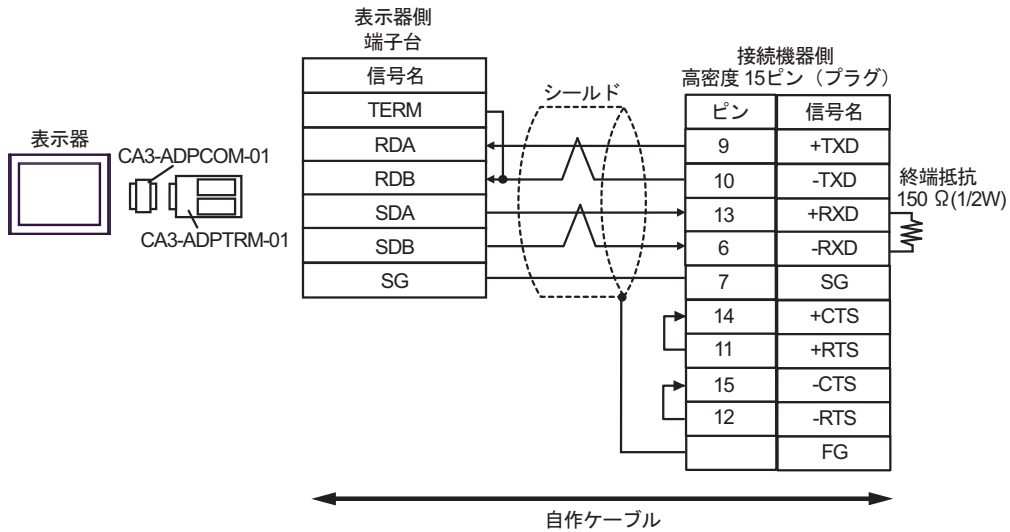 表示器側
端子台
信号名
TERM
RDA
RDB
SDA
SDB
SG
シールド
接続機器側
高密度 15ピン（プラグ）
ピン 信号名
9 +TXD
10 -TXD
13 +RXD
6 -RXD
7 SG
14 +CTS
11 +RTS
15 -CTS
12 -RTS
FG
終端抵抗
150 Ω(1/2W)
表示器
CA3-ADPCOM-01
CA3-ADPTRM-01
自作ケーブル